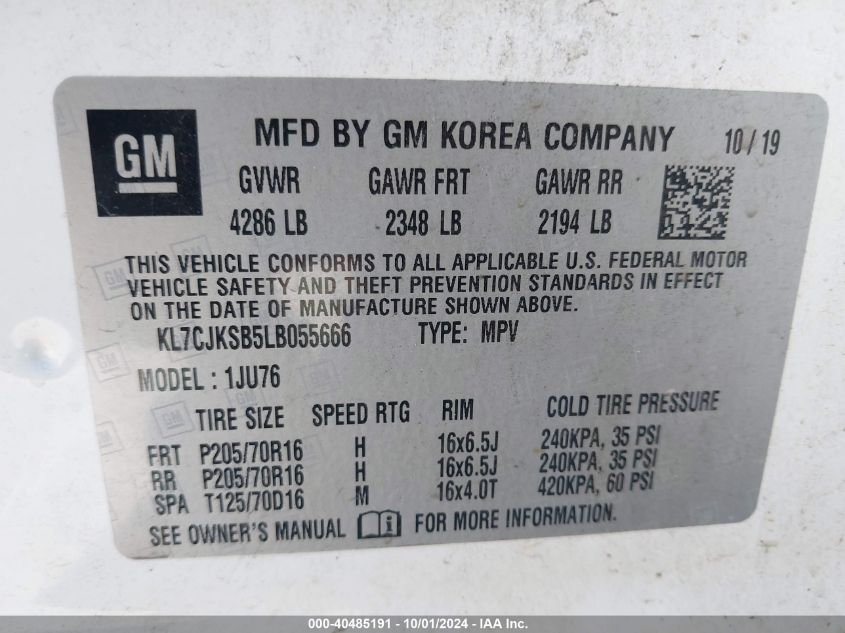 GM
MFD BY GM KOREA COMPANY 10/19
GVWR GAWR FRT GAWR RR
4286 LB 2348 LB 2194 LB
THIS VEHICLE CONFORMS TO ALL APPLICABLE U.S. FEDERAL MOTOR
VEHICLE SAFETY AND THEFT PREVENTION STANDARDS IN EFFECT
ON THE DATE OF MANUFACTURE SHOWN ABOVE.
KL7CJKSB5LB055666 TYPE: MPV
MODEL : 1JU76
TIRE SIZE SPEED RTG RIM COLD TIRE PRESSURE
FRT P205/70R16 H 16x6.5J 240KPA, 35 PSI
RR P205/70R16 H 16x6.5J 240KPA, 35 PSI
SPA T125/70D16 M 16x4.0T 420KPA, 60 PSI
SEE OWNER'S MANUAL i FOR MORE INFORMATION.
000-40485191 - 10/01/2024 - IAA Inc.